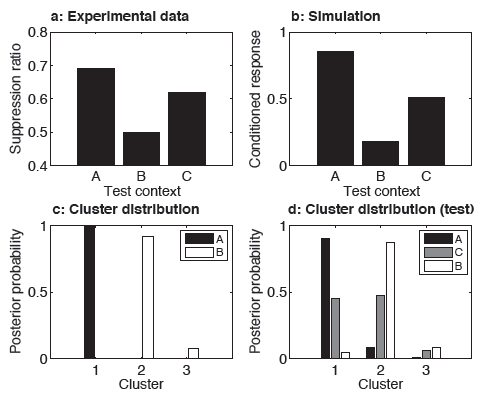 a: Experimental data
0.8
0.7
0.6
0.5
0.4
Suppression ratio
A B C
Test context
b: Simulation
1
0.5
0
Conditioned response
A B C
Test context
c: Cluster distribution
1
0.5
0
Posterior probability
A
B
1 2 3
Cluster
d: Cluster distribution (test)
1
0.5
0
Posterior probability
A
C
B
1 2 3
Cluster